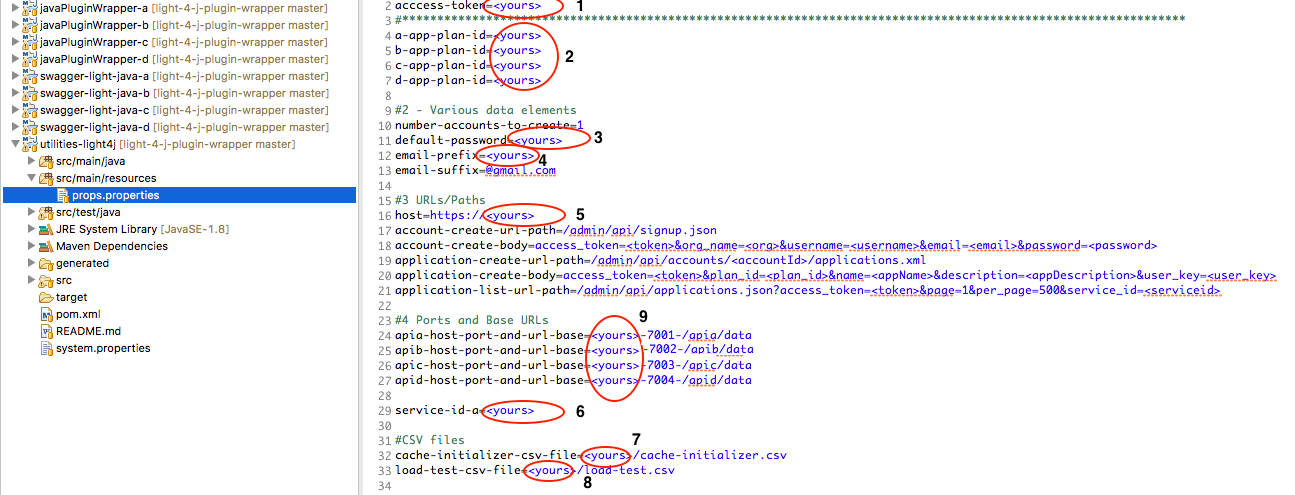 javaPluginWrapper-a [light-4-j-plugin-wrapper master]
javaPluginWrapper-b [light-4-j-plugin-wrapper master]
javaPluginWrapper-c [light-4-j-plugin-wrapper master]
javaPluginWrapper-d [light-4-j-plugin-wrapper master]
swagger-light-java-a [light-4-j-plugin-wrapper master]
swagger-light-java-b [light-4-j-plugin-wrapper master]
swagger-light-java-c [light-4-j-plugin-wrapper master]
swagger-light-java-d [light-4-j-plugin-wrapper master]
utilities-light4j [light-4-j-plugin-wrapper master]
src/main/java
src/main/resources
props.properties
src/test/java
JRE System Library [JavaSE-1.8]
Maven Dependencies
generated
src
target
pom.xml
README.md
system.properties
2 acccess-token=<yours> 1
3 #*****************************************************************************************************************
4 a-app-plan-id=<yours>
5 b-app-plan-id=<yours> 2
6 c-app-plan-id=<yours>
7 d-app-plan-id=<yours>
8
9 #2 - Various data elements
10 number-accounts-to-create=1
11 default-password=<yours> 3
12 email-prefix=<yours> 4
13 email-suffix=@gmail.com
14
15 #3 URLs/Paths
16 host=https://<yours> 5
17 account-create-url-path=/admin/api/signup.json
18 account-create-body=access_token=<token>&org_name=<org>&username=<username>&email=<email>&password=<password>
19 application-create-url-path=/admin/api/accounts/<accountId>/applications.xml
20 application-create-body=access_token=<token>&plan_id=<plan_id>&name=<appName>&description=<appDescription>&user_key=<user_key>
21 application-list-url-path=/admin/api/applications.json?access_token=<token>&page=1&per_page=500&service_id=<serviceid>
22
23 #4 Ports and Base URLs 9
24 apia-host-port-and-url-base=<yours>-7001-/apia/data
25 apib-host-port-and-url-base=<yours>-7002-/apib/data
26 apic-host-port-and-url-base=<yours>-7003-/apic/data
27 apid-host-port-and-url-base=<yours>-7004-/apid/data
28
29 service-id-a=<yours> 6
30
31 #CSV files 7
32 cache-initializer-csv-file=<yours>/cache-initializer.csv
33 load-test-csv-file=<yours>/load-test.csv
34 8